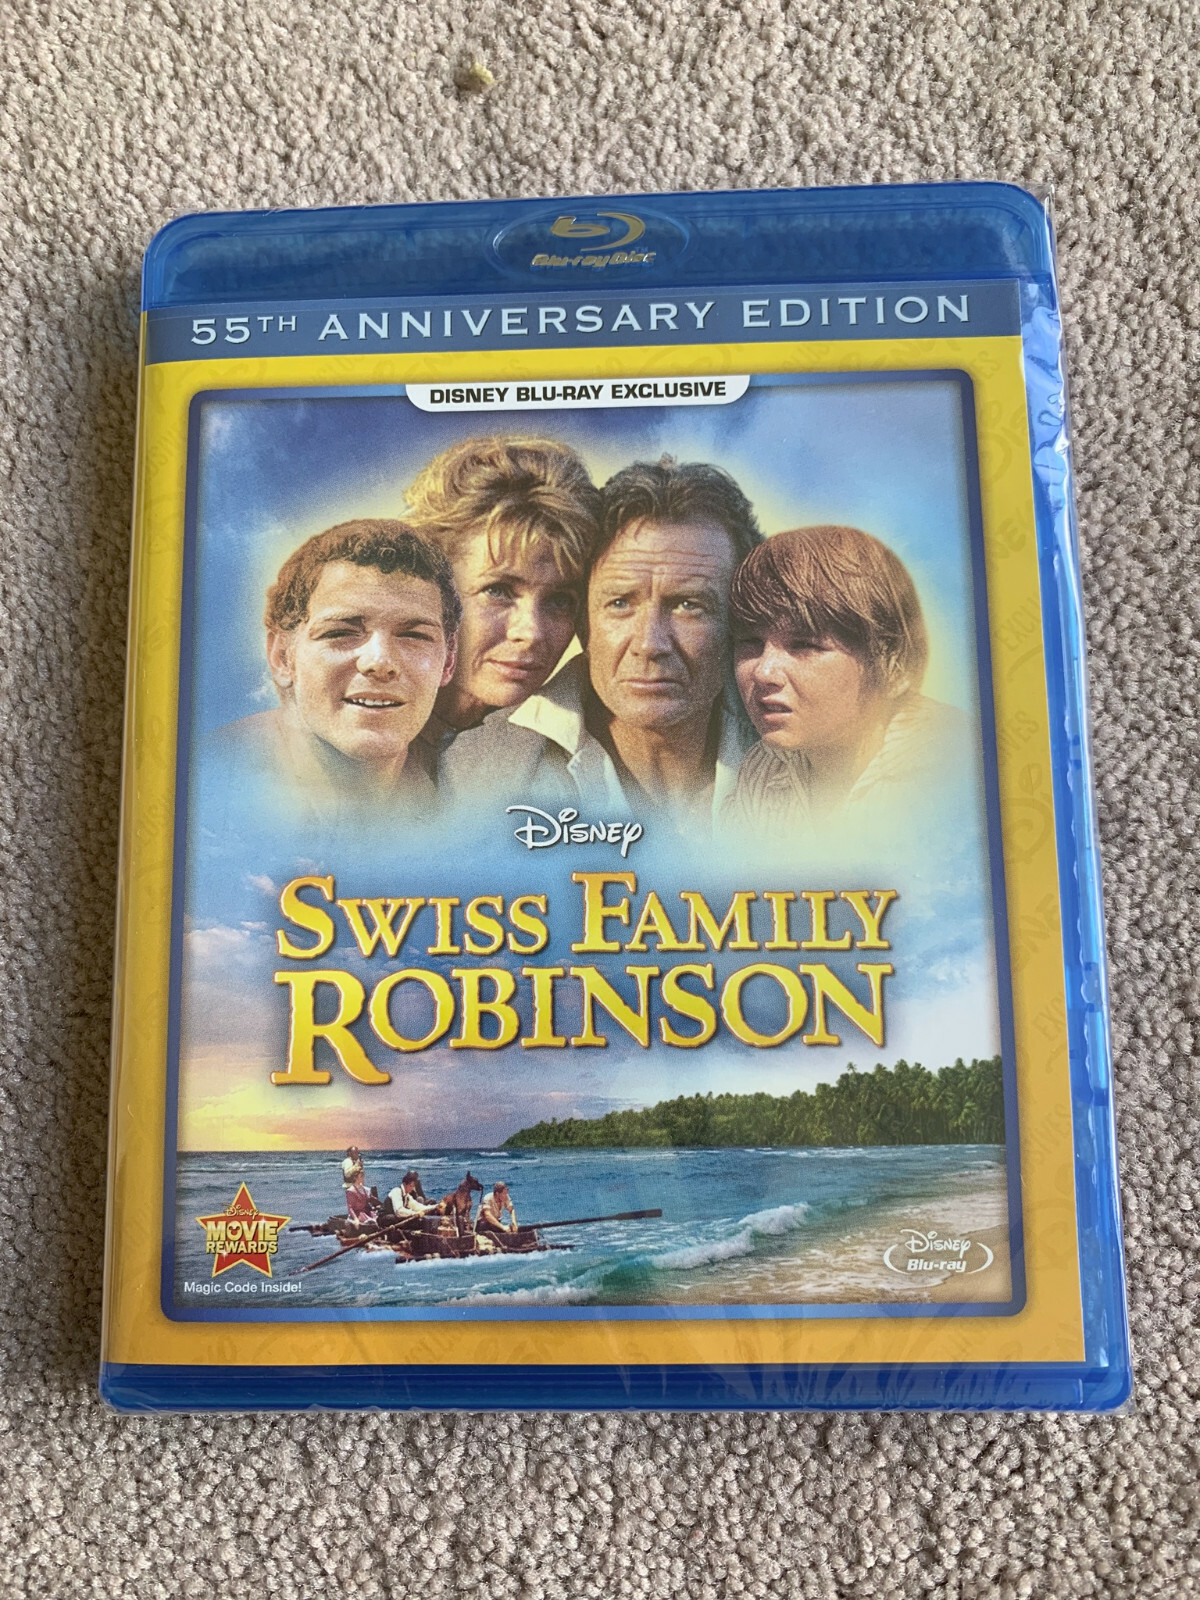 Blu-ray Disc™
55TH ANNIVERSARY EDITION
DISNEY BLU-RAY EXCLUSIVE
DISNEY
SWISS FAMILY
ROBINSON
Disney
MOVIE
REWARDS
Magic Code Inside!
Disney
Blu-ray